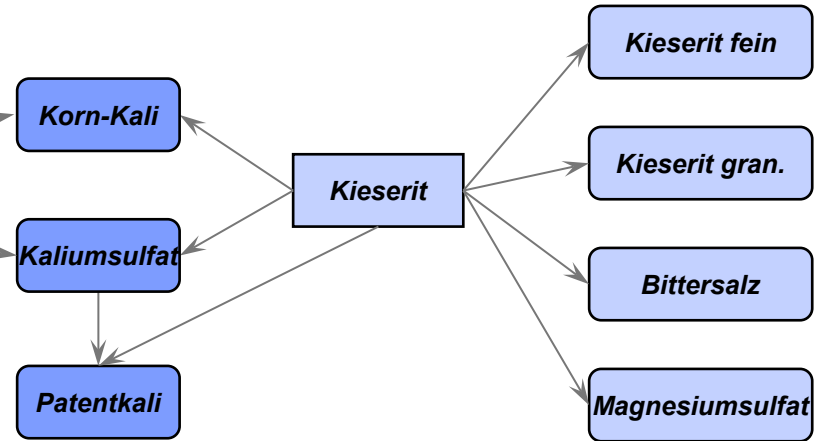 Korn-Kali
Kaliumsulfat
Patentkali
Kieserit
Kieserit fein
Kieserit gran.
Bittersalz
Magnesiumsulfat